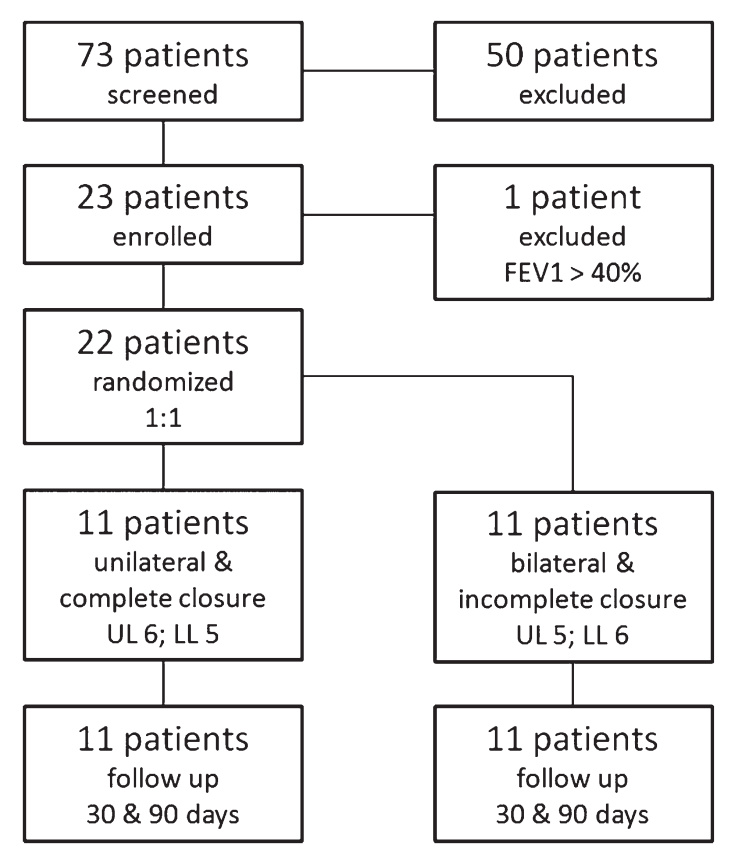 73 patients
screened
50 patients
excluded
23 patients
enrolled
1 patient
excluded
FEV1 > 40%
22 patients
randomized
1:1
11 patients
unilateral &
complete closure
UL 6; LL 5
11 patients
bilateral &
incomplete closure
UL 5; LL 6
11 patients
follow up
30 & 90 days
11 patients
follow up
30 & 90 days